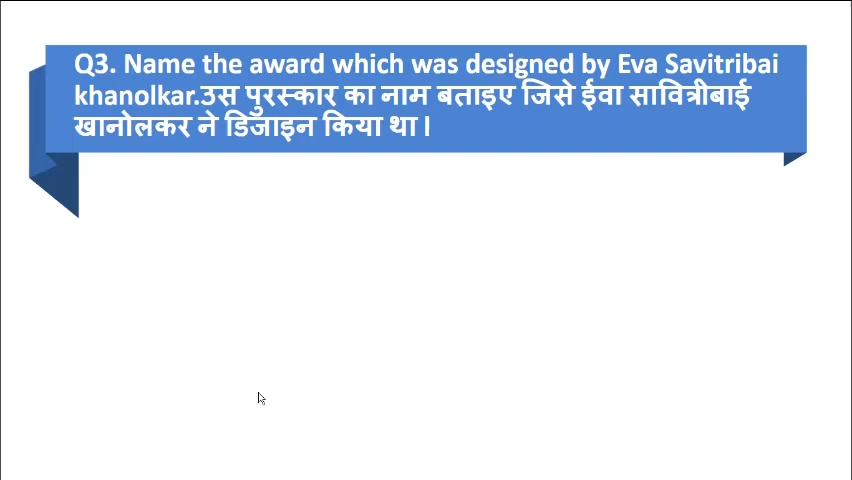 Q3. Name the award which was designed by Eva Savitribai
khanolkar.उस पुरस्कार का नाम बताइए जिसे ईवा सावित्रीबाई
खानोलकर ने डिजाइन किया था।